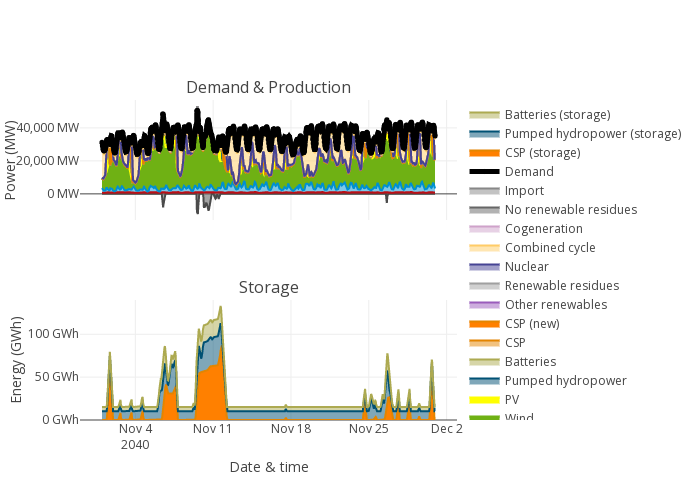 Demand & Production
Power (MW)
40,000 MW
20,000 MW
0 MW
Storage
Energy (GWh)
100 GWh
50 GWh
0 GWh
Nov 4
2040
Nov 11
Nov 18
Nov 25
Dec 2
Date & time
Batteries (storage)
Pumped hydropower (storage)
CSP (storage)
Demand
Import
No renewable residues
Cogeneration
Combined cycle
Nuclear
Renewable residues
Other renewables
CSP (new)
CSP
Batteries
Pumped hydropower
PV
Wind